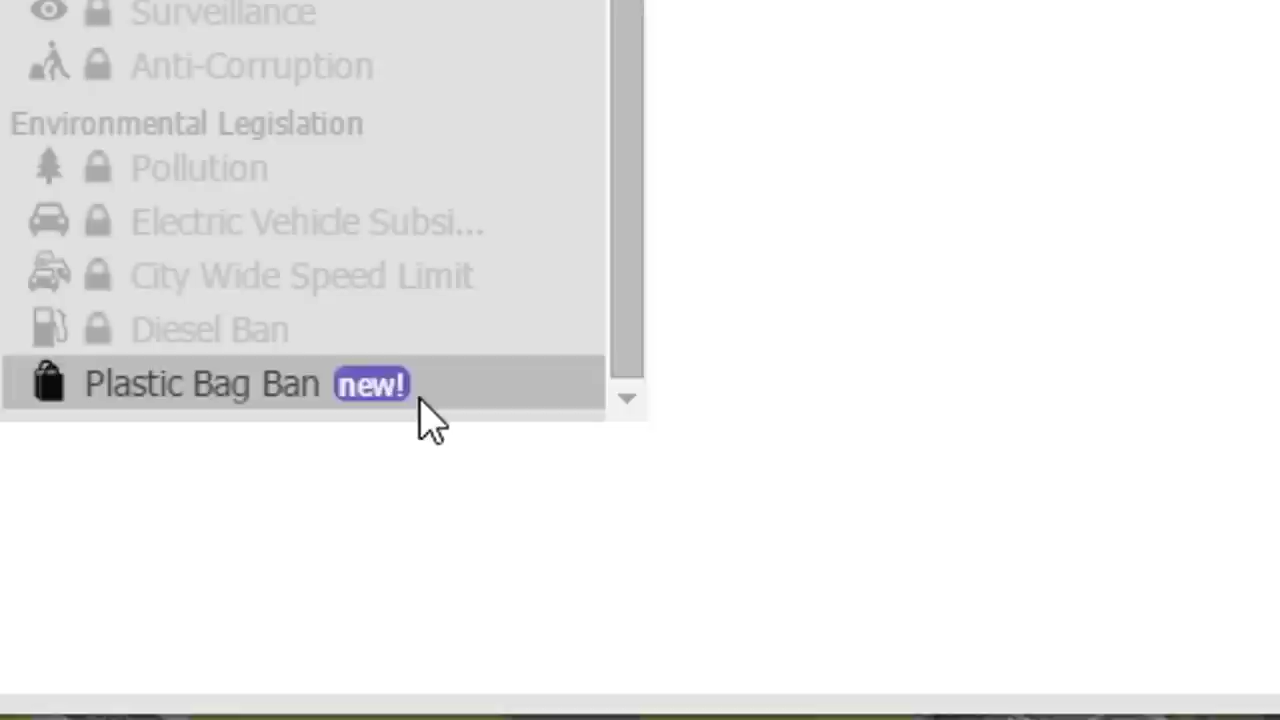 Surveillance
Anti-Corruption
Environmental Legislation
Pollution
Electric Vehicle Subsi...
City Wide Speed Limit
Diesel Ban
Plastic Bag Ban new!